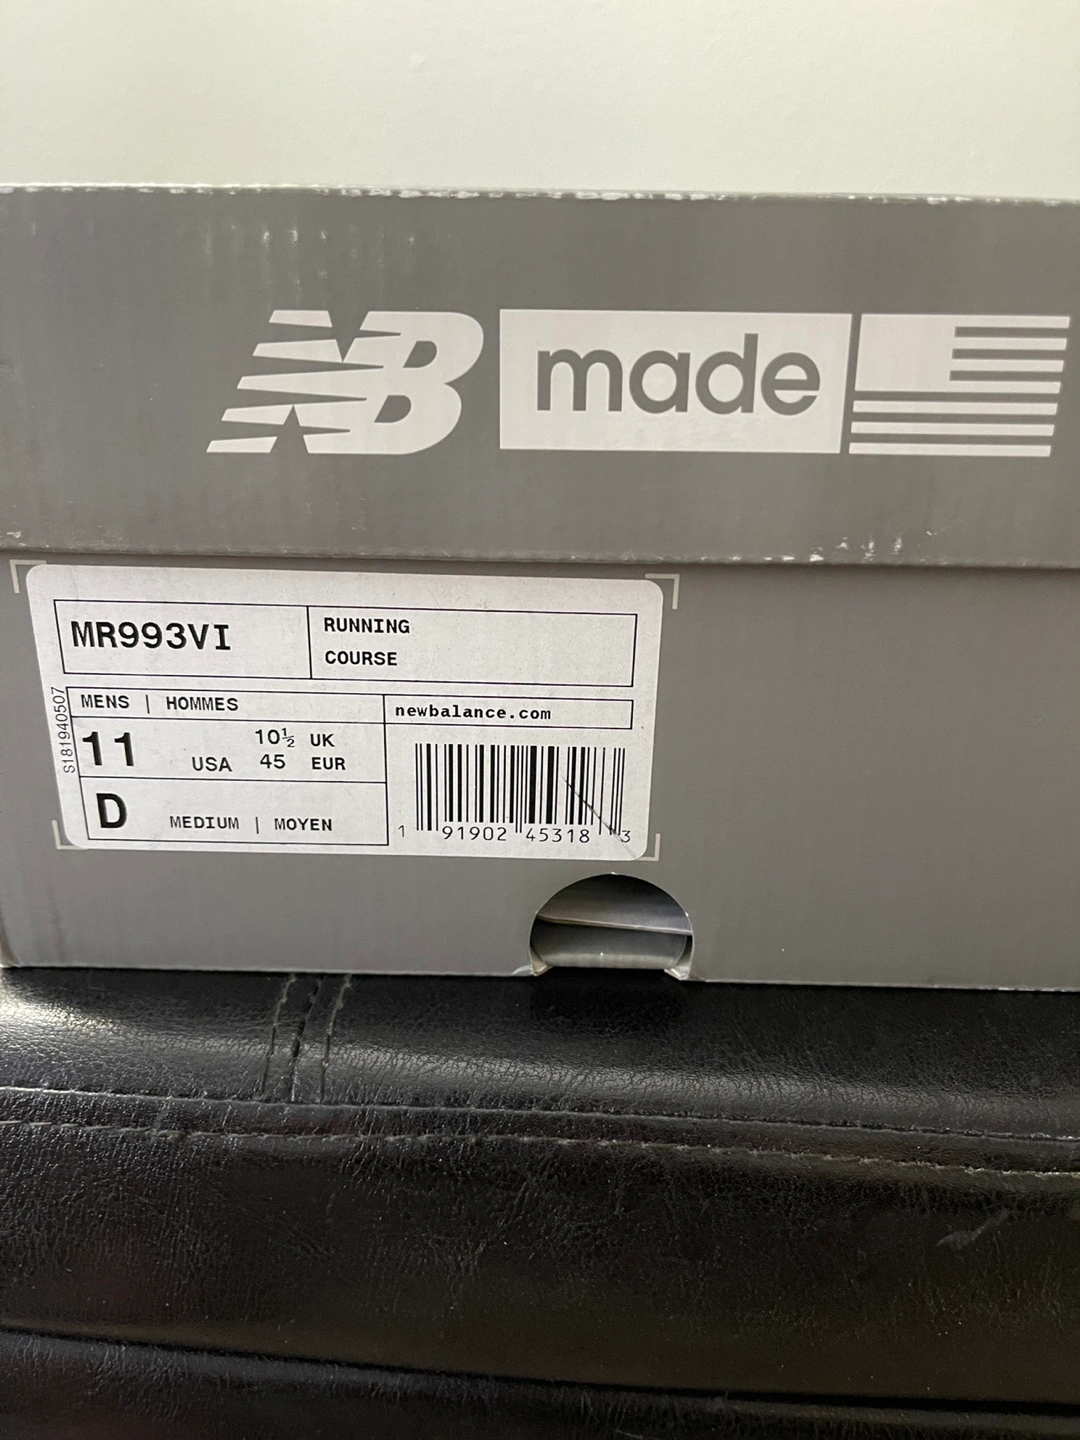 NB made
MR993VI
RUNNING
COURSE
S181940507
MENS | HOMMES
newbalance.com
11 USA
10½ UK
45 EUR
D MEDIUM | MOYEN
1 91902 45318 3